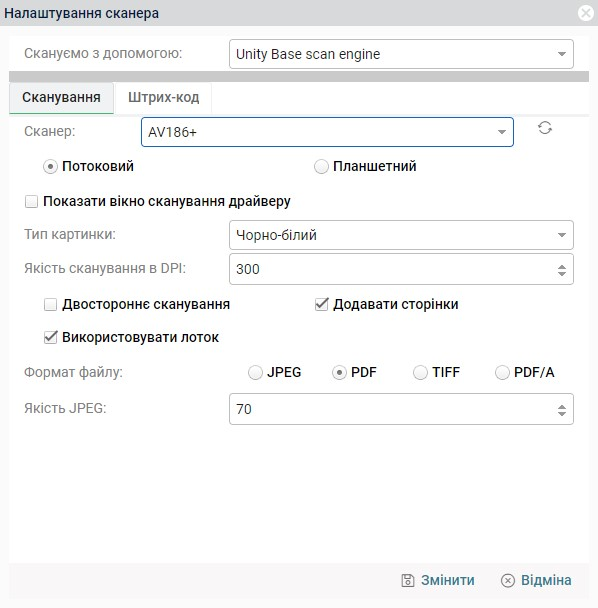 Налаштування сканера
Скануємо з допомогою: Unity Base scan engine
Сканування Штрих-код
Сканер: AV186+
Потоковий Планшетний
Показати вікно сканування драйверу
Тип картинки: Чорно-білий
Якість сканування в DPI: 300
Двостороннє сканування Додавати сторінки
Використовувати лоток
Формат файлу: JPEG PDF TIFF PDF/A
Якість JPEG: 70
Змінити Відміна